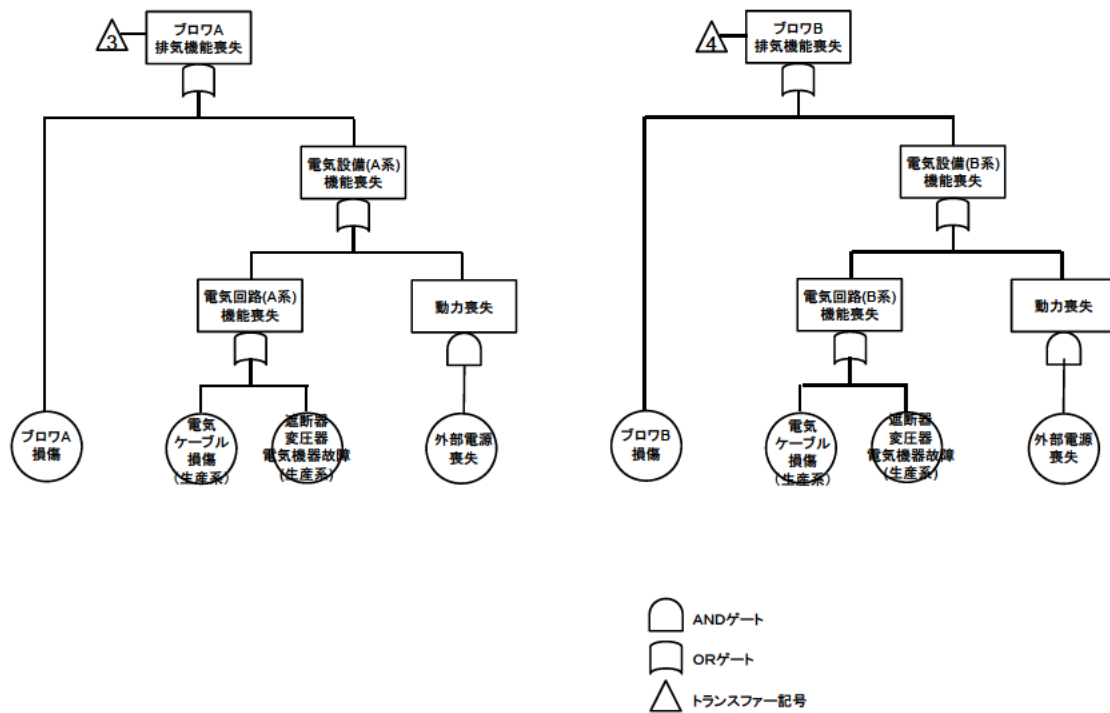 3
ブロワA
排気機能喪失
電気設備(A系)
機能喪失
電気回路(A系)
機能喪失
動力喪失
ブロワA
損傷
電気
ケーブル
損傷
(生産系)
遮断器
変圧器
電気機器故障
(生産系)
外部電源
喪失
4
ブロワB
排気機能喪失
電気設備(B系)
機能喪失
電気回路(B系)
機能喪失
動力喪失
ブロワB
損傷
電気
ケーブル
損傷
(生産系)
遮断器
変圧器
電気機器故障
(生産系)
外部電源
喪失
ANDゲート
ORゲート
トランスファー記号